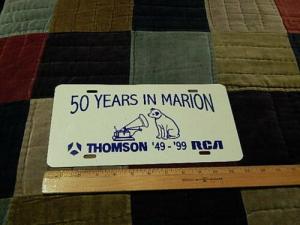 50 YEARS IN MARION
THOMSON '49 - '99 RCA